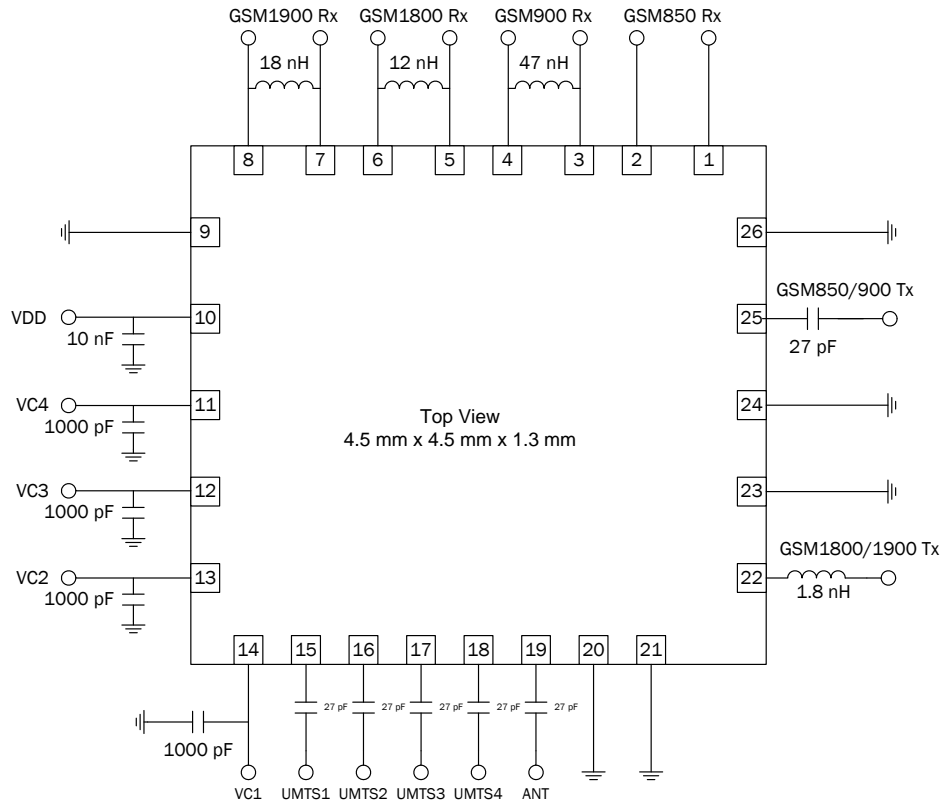 GSM1900 Rx GSM1800 Rx GSM900 Rx GSM850 Rx
18 nH 12 nH 47 nH
8 7 6 5 4 3 2 1
9 26
GSM850/900 Tx
VDD 10 25
10 nF 27 pF
VC4 11 24
1000 pF
Top View
4.5 mm x 4.5 mm x 1.3 mm
VC3 12 23
1000 pF
GSM1800/1900 Tx
VC2 13 22
1000 pF 1.8 nH
14 15 16 17 18 19 20 21
27 pF 27 pF 27 pF 27 pF 27 pF
1000 pF
VC1 UMTS1 UMTS2 UMTS3 UMTS4 ANT